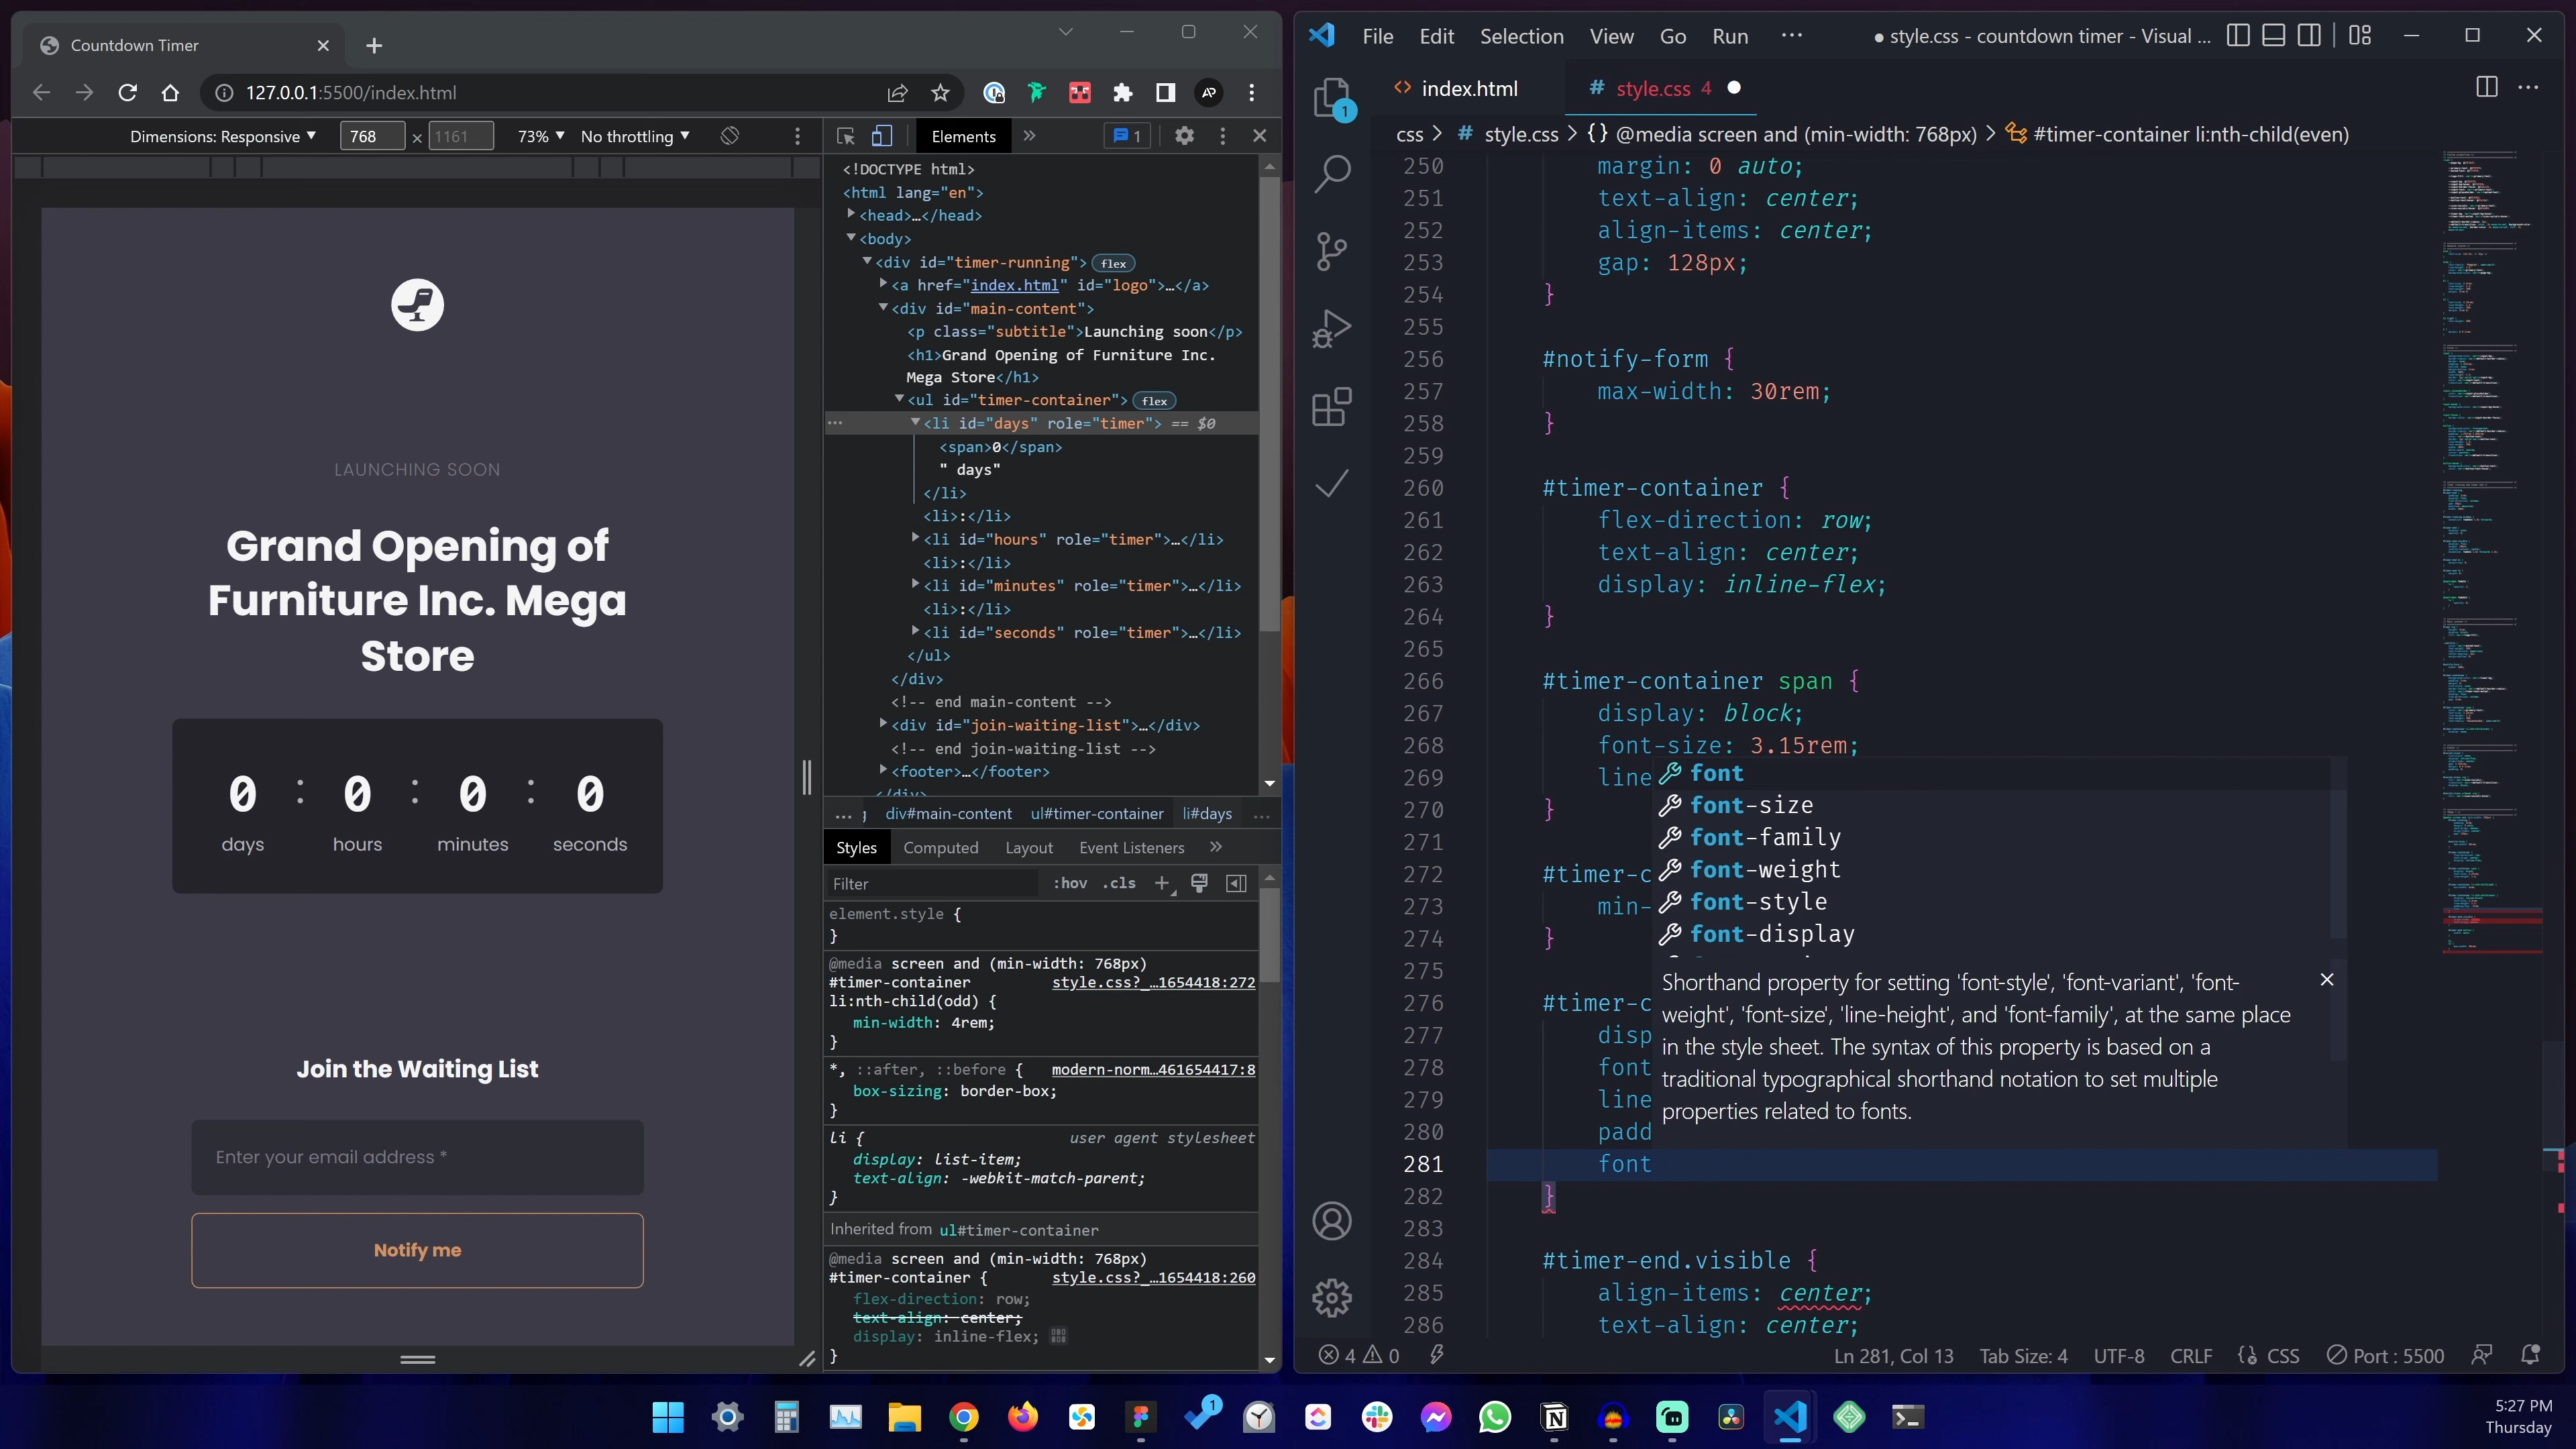 Countdown Timer
127.0.0.1:5500/index.html
Dimensions: Responsive
768
×
1161
73%
No throttling
Elements
1
LAUNCHING SOON
Grand Opening of
Furniture Inc. Mega
Store
0 : 0 : 0 : 0
days hours minutes seconds
Join the Waiting List
Enter your email address *
Notify me
<!DOCTYPE html>
<html lang="en">
<head>…</head>
<body>
<div id="timer-running"> flex
<a href="index.html" id="logo">…</a>
<div id="main-content">
<p class="subtitle">Launching soon</p>
<h1>Grand Opening of Furniture Inc.
Mega Store</h1>
<ul id="timer-container"> flex
<li id="days" role="timer"> == $0
<span>0</span>
" days"
</li>
<li>:</li>
<li id="hours" role="timer">…</li>
<li>:</li>
<li id="minutes" role="timer">…</li>
<li>:</li>
<li id="seconds" role="timer">…</li>
</ul>
</div>
<!-- end main-content -->
<div id="join-waiting-list">…</div>
<!-- end join-waiting-list -->
<footer>…</footer>
</div>
... div#main-content ul#timer-container li#days ...
Styles Computed Layout Event Listeners
Filter :hov .cls
element.style {
}
@media screen and (min-width: 768px)
#timer-container style.css?_…1654418:272
li:nth-child(odd) {
min-width: 4rem;
}
*, ::after, ::before { modern-norm…461654417:8
box-sizing: border-box;
}
li { user agent stylesheet
display: list-item;
text-align: -webkit-match-parent;
}
Inherited from ul#timer-container
@media screen and (min-width: 768px)
#timer-container { style.css?_…1654418:260
flex-direction: row;
text-align: center;
display: inline-flex;
}
File Edit Selection View Go Run ···
● style.css - countdown timer - Visual ...
1
index.html
# style.css 4
css > # style.css > {} @media screen and (min-width: 768px) > #timer-container li:nth-child(even)
250 margin: 0 auto;
251 text-align: center;
252 align-items: center;
253 gap: 128px;
254 }
255
256 #notify-form {
257 max-width: 30rem;
258 }
259
260 #timer-container {
261 flex-direction: row;
262 text-align: center;
263 display: inline-flex;
264 }
265
266 #timer-container span {
267 display: block;
268 font-size: 3.15rem;
269 line
270 }
271
272 #timer-c
273 min-
274 }
275
276 #timer-c
277 disp
278 font
279 line
280 padd
281 font
282 }
283
284 #timer-end.visible {
285 align-items: center;
286 text-align: center;
font
font-size
font-family
font-weight
font-style
font-display
Shorthand property for setting 'font-style', 'font-variant', 'font-
weight', 'font-size', 'line-height', and 'font-family', at the same place
in the style sheet. The syntax of this property is based on a
traditional typographical shorthand notation to set multiple
properties related to fonts.
4 0
Ln 281, Col 13 Tab Size: 4 UTF-8 CRLF CSS Port : 5500
1
5:27 PM
Thursday